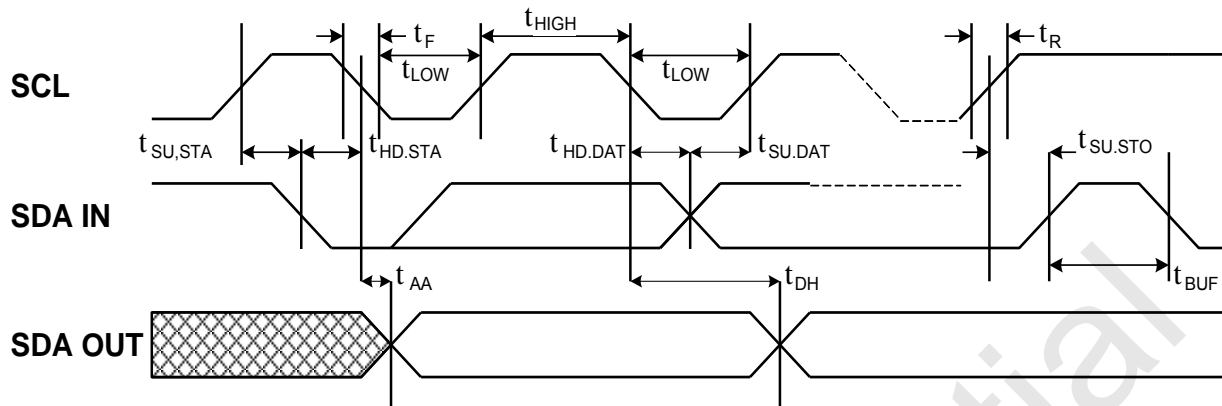 tF
tHIGH
tR
tLOW
tLOW
SCL
tSU,STA
tHD.STA
tHD.DAT
tSU.DAT
tSU.STO
SDA IN
tAA
tDH
tBUF
SDA OUT
tial